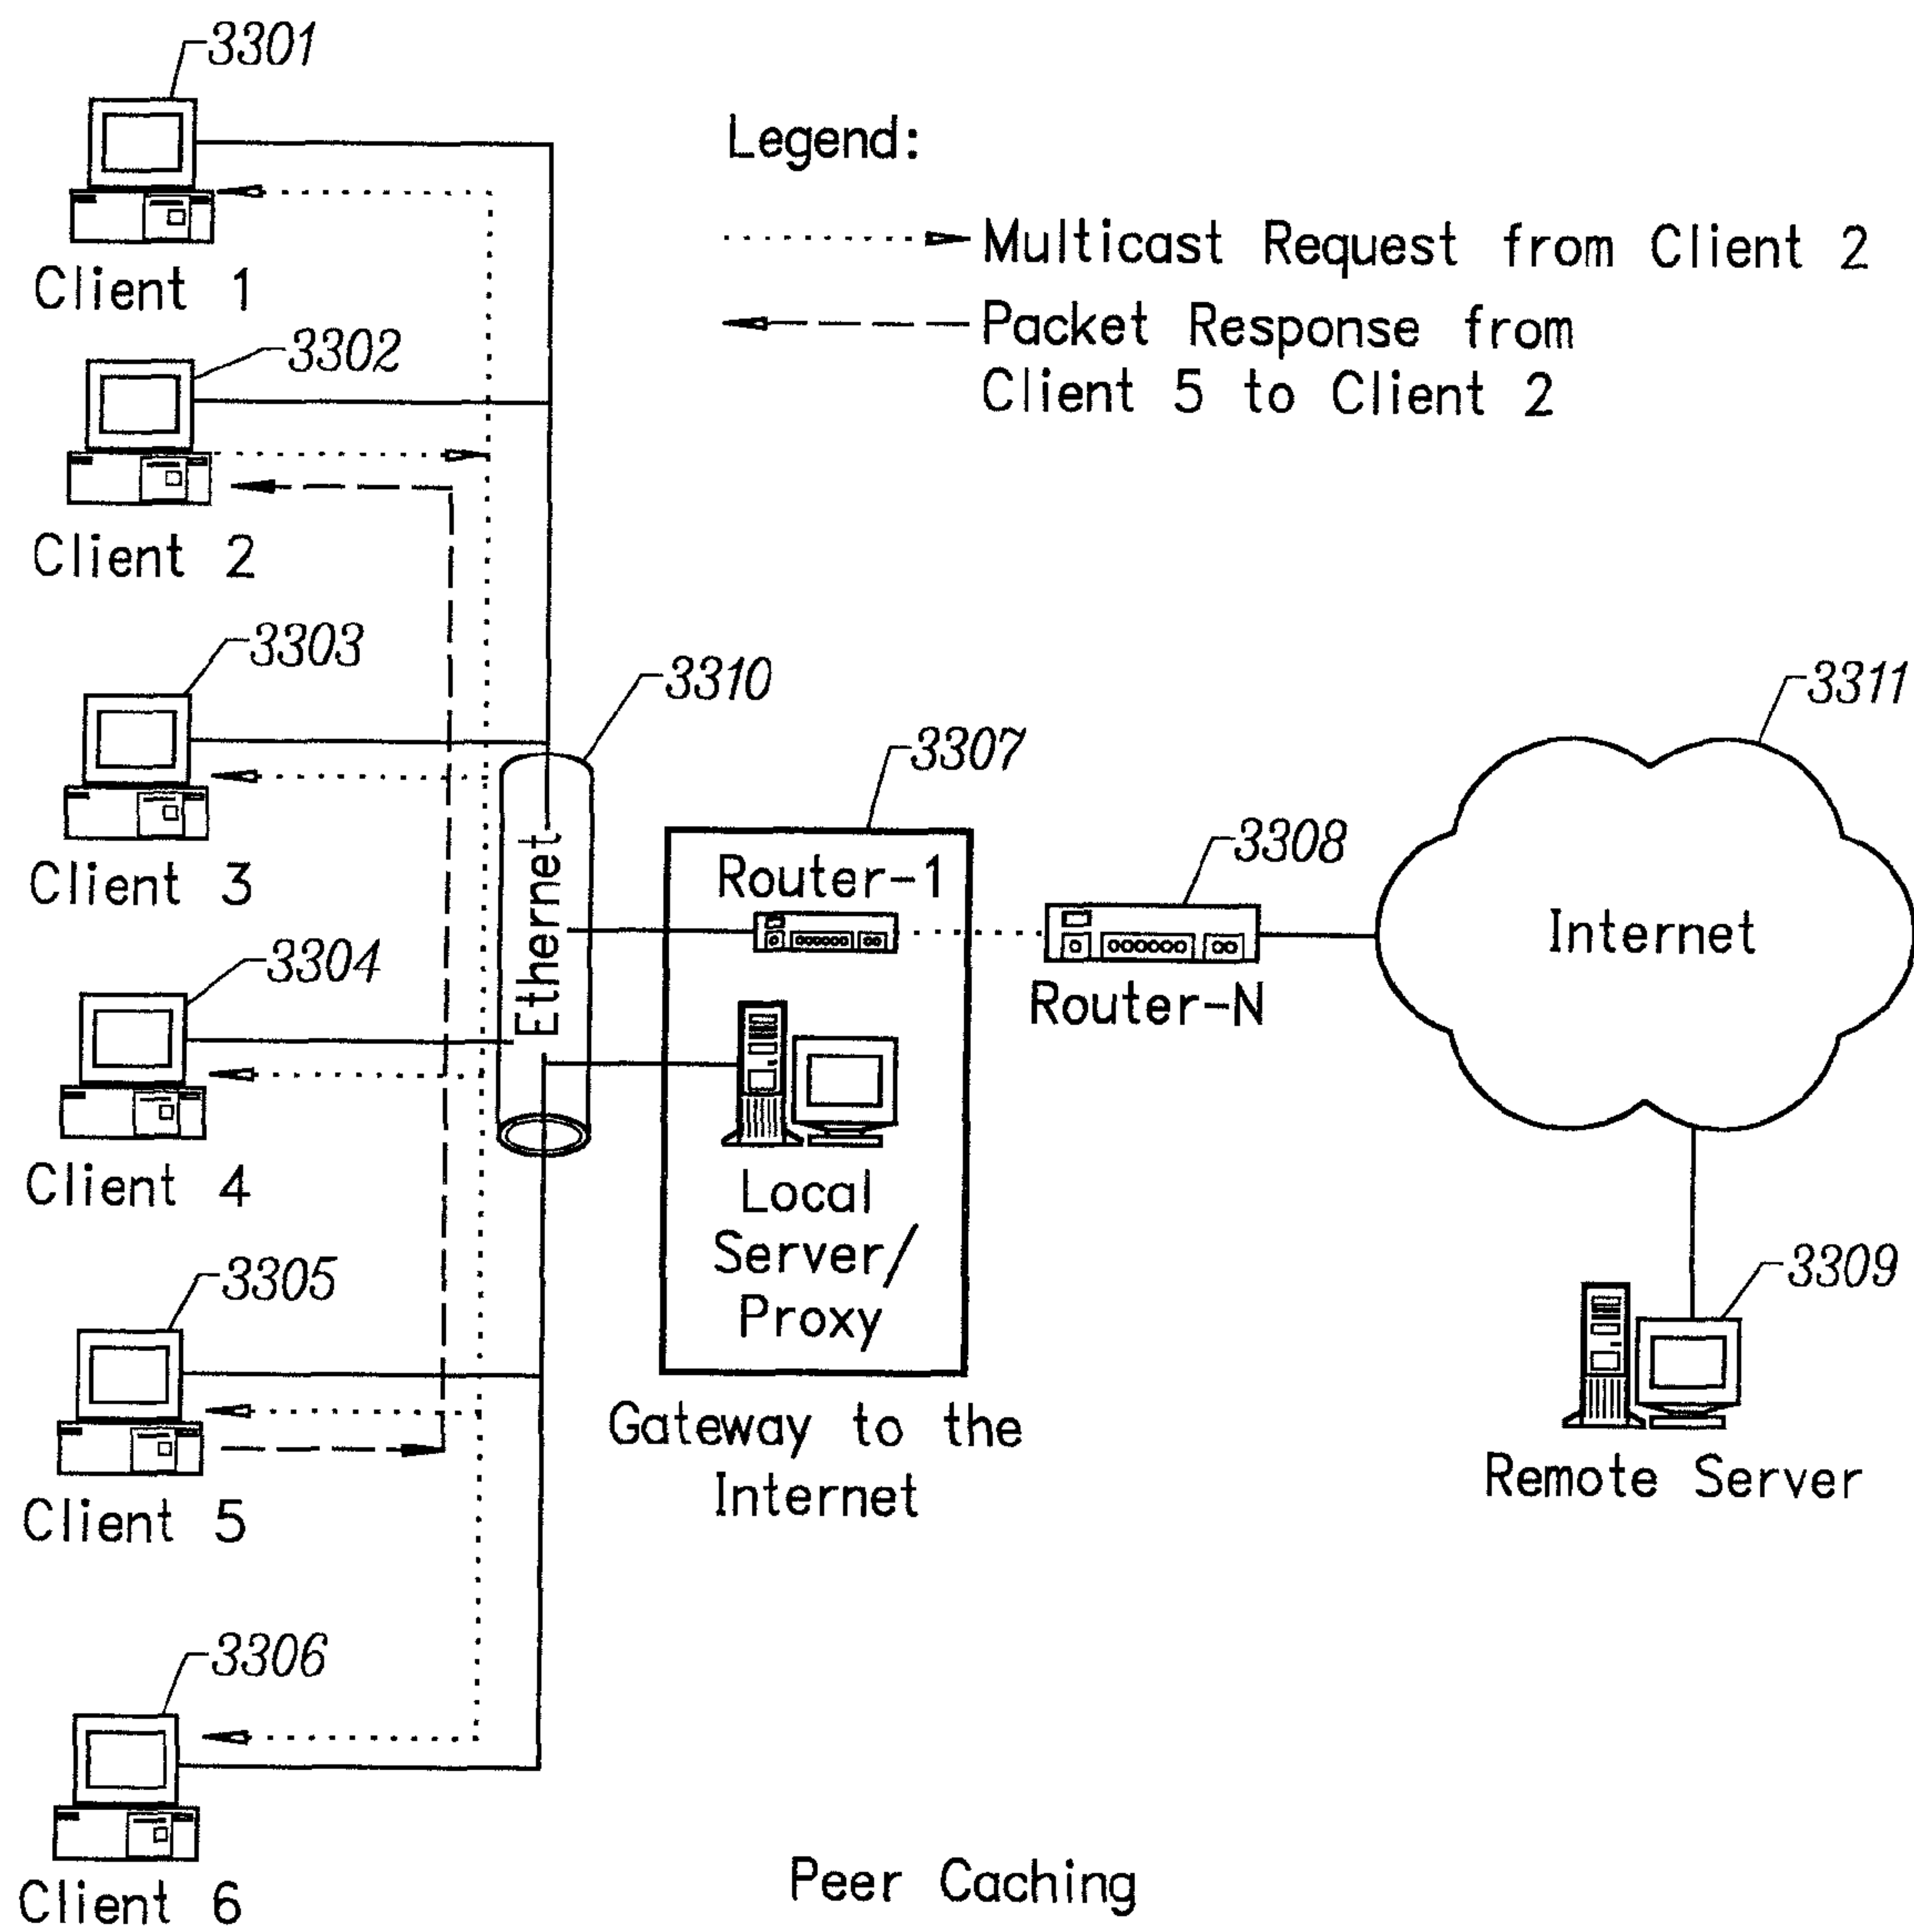 3301
Client 1
Legend:
Multicast Request from Client 2
Packet Response from
Client 5 to Client 2
3302
Client 2
3303
Client 3
3310
3307
3311
Ethernet
Router-1
3308
Router-N
Internet
3304
Client 4
Local
Server/
Proxy
Gateway to the
Internet
3305
Client 5
3309
Remote Server
3306
Client 6
Peer Caching